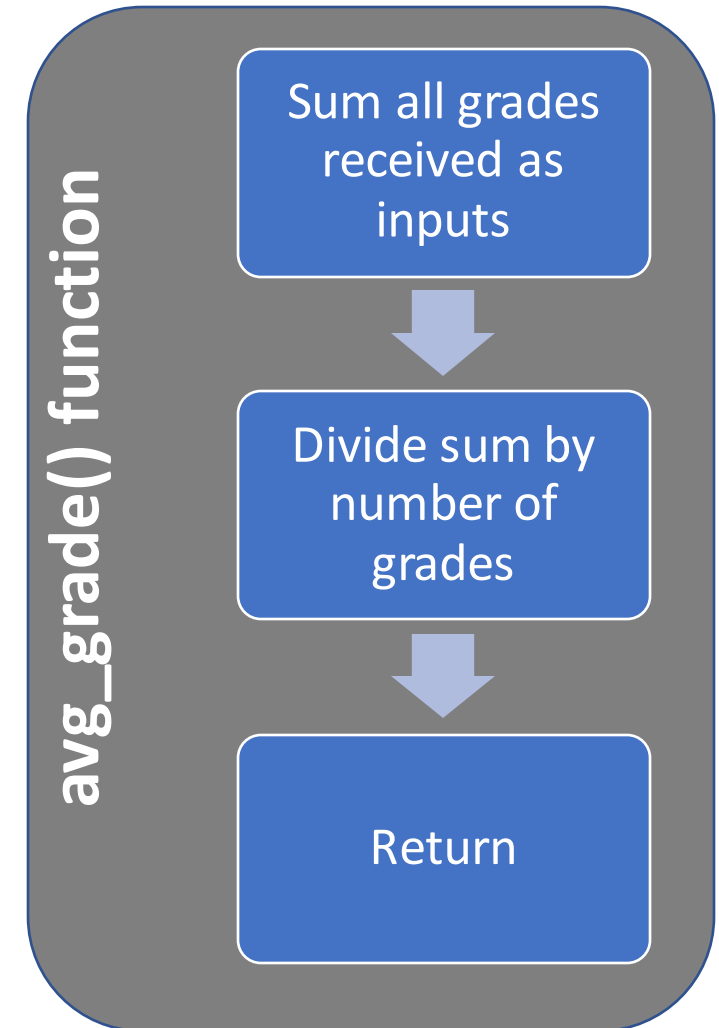 avg_grade() function
Sum all grades
received as
inputs
Divide sum by
number of
grades
Return